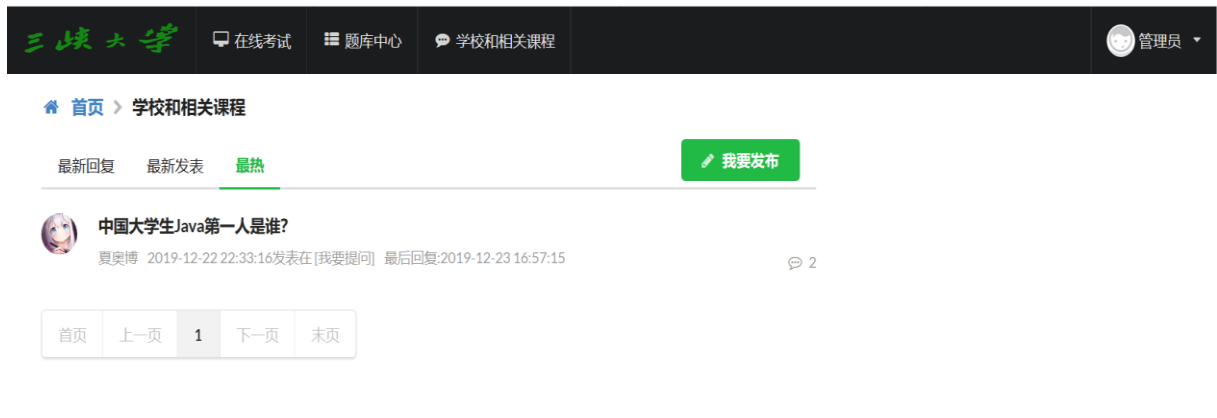 三峡大学 在线考试 题库中心 学校和相关课程 管理员
首页 > 学校和相关课程
最新回复 最新发表 最热 我要发布
中国大学生Java第一人是谁?
夏奥博 2019-12-22 22:33:16发表在 [我要提问] 最后回复:2019-12-23 16:57:15 2
首页 上一页 1 下一页 末页